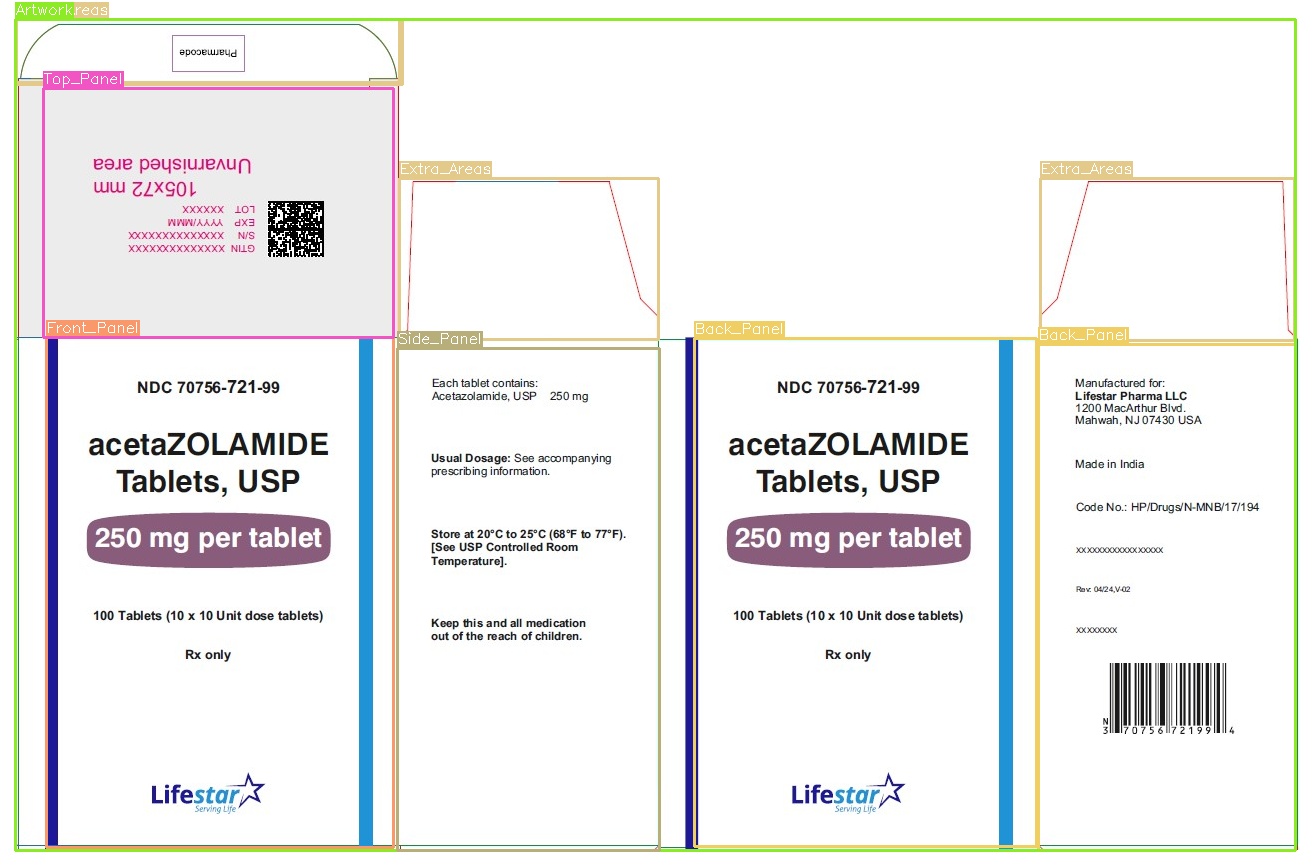 Artwork
reas
Pharmacode
Top_Panel
Unvarnished area
105x72 mm
LOT XXXXXX
EXP YYYY/MMM
S/N XXXXXXXXXXXXXX
GTIN XXXXXXXXXXXXXX
Extra_Areas
Extra_Areas
Front_Panel
NDC 70756-721-99
acetaZOLAMIDE
Tablets, USP
250 mg per tablet
100 Tablets (10 x 10 Unit dose tablets)
Rx only
Lifestar
Serving Life
Side_Panel
Each tablet contains:
Acetazolamide, USP 250 mg
Usual Dosage: See accompanying
prescribing information.
Store at 20°C to 25°C (68°F to 77°F).
[See USP Controlled Room
Temperature].
Keep this and all medication
out of the reach of children.
Back_Panel
NDC 70756-721-99
acetaZOLAMIDE
Tablets, USP
250 mg per tablet
100 Tablets (10 x 10 Unit dose tablets)
Rx only
Lifestar
Serving Life
Back_Panel
Manufactured for:
Lifestar Pharma LLC
1200 MacArthur Blvd.
Mahwah, NJ 07430 USA
Made in India
Code No.: HP/Drugs/N-MNB/17/194
XXXXXXXXXXXXXXXXX
Rev: 04/24,V-02
XXXXXXXX
N
3 70756 72199 4